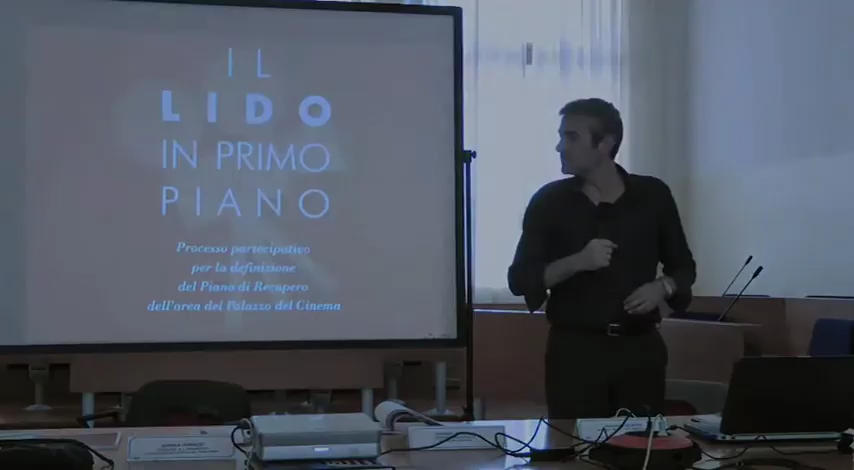 IL
LIDO
IN PRIMO
PIANO
Processo partecipativo
per la definizione
del Piano di Recupero
dell'area del Palazzo del Cinema